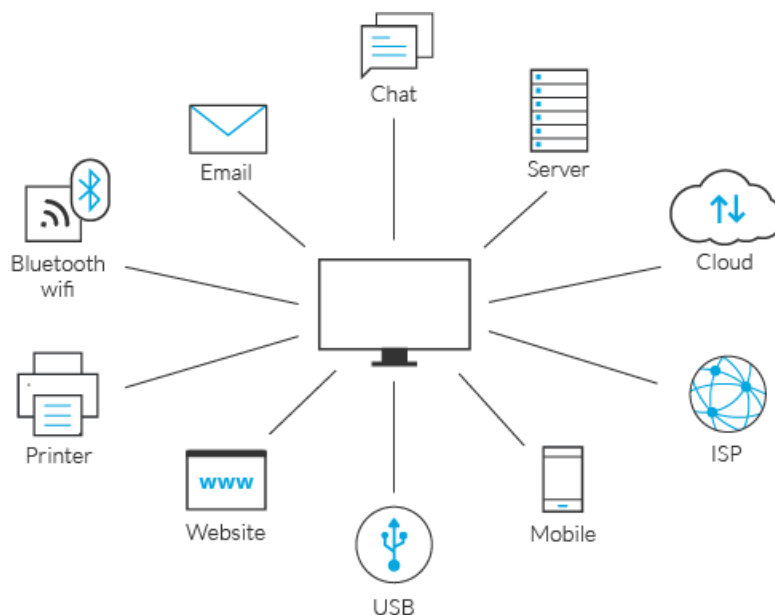 Chat
Email
Server
Bluetooth
wifi
Cloud
Printer
ISP
www
Website
Mobile
USB